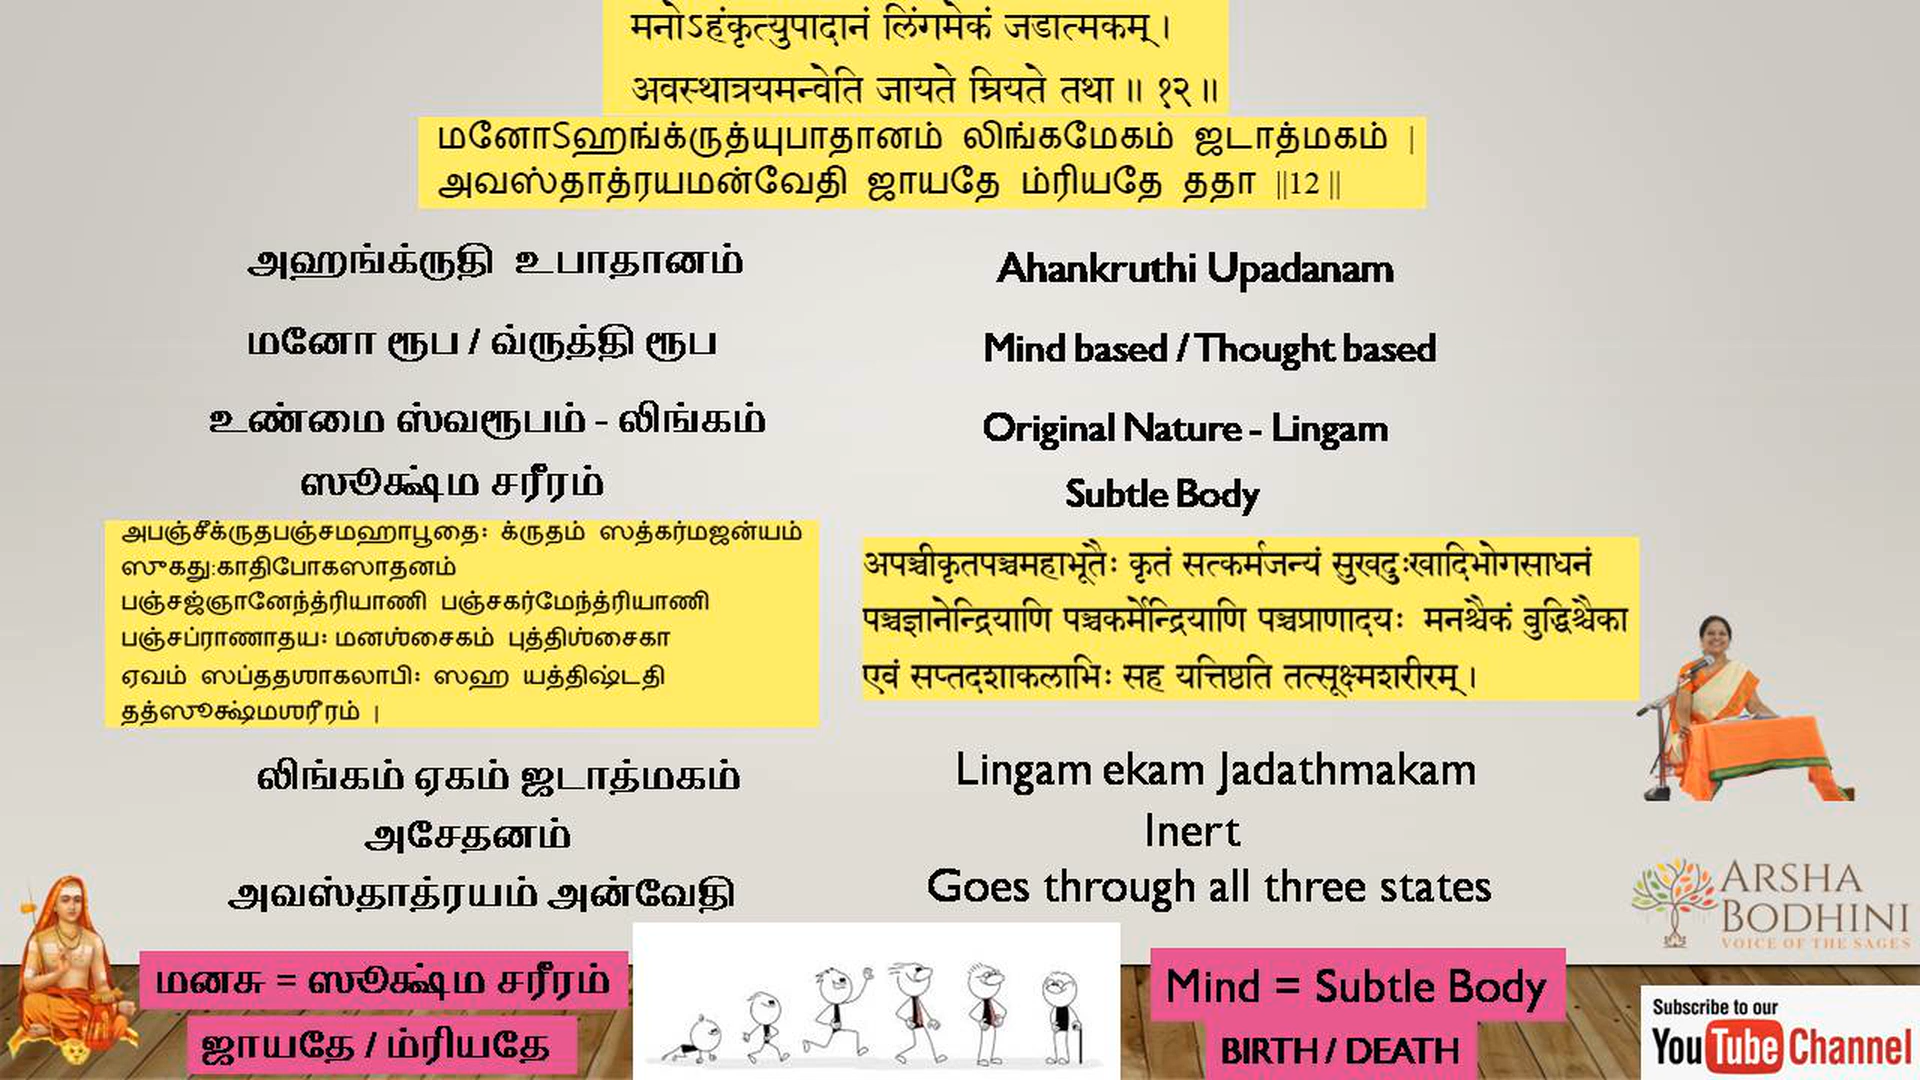 मनोऽहंकृत्युपादानं लिंगमेकं जडात्मकम् ।
अवस्थात्रयमन्वेति जायते म्रियते तथा ॥ १२ ॥
மனோSஹங்க்ருத்யுபாதானம் லிங்கமேகம் ஜடாத்மகம் |
அவஸ்தாத்ரயமன்வேதி ஜாயதே ம்ரியதே ததா ||12 ||
அஹங்க்ருதி உபாதானம்
Ahankruthi Upadanam
மனோ ரூப / வ்ருத்தி ரூப
Mind based / Thought based
உண்மை ஸ்வரூபம் - லிங்கம்
Original Nature - Lingam
ஸூக்ஷ்ம சரீரம்
Subtle Body
அபஞ்சீக்ருதபஞ்சமஹாபூதை: க்ருதம் ஸத்கர்மஜன்யம்
ஸுகது:காதிபோகஸாதனம்
பஞ்சஜ்ஞானேந்த்ரியாணி பஞ்சகர்மேந்த்ரியாணி
பஞ்சப்ராணாதய: மனஶ்சைகம் புத்திஶ்சைகா
ஏவம் ஸப்ததஶாகலாபி: ஸஹ யத்திஷ்டதி
தத்ஸூக்ஷ்மஶரீரம் |
अपञ्चीकृतपञ्चमहाभूतैः कृतं सत्कर्मजन्यं सुखदुःखादिभोगसाधनं
पञ्चज्ञानेन्द्रियाणि पञ्चकर्मेन्द्रियाणि पञ्चप्राणादयः मनश्चैकं बुद्धिश्चैका
एवं सप्तदशाकलाभिः सह यत्तिष्ठति तत्सूक्ष्मशरीरम् ।
லிங்கம் ஏகம் ஜடாத்மகம்
Lingam ekam Jadathmakam
அசேதனம்
Inert
அவஸ்தாத்ரயம் அன்வேதி
Goes through all three states
ARSHA
BODHINI
VOICE OF THE SAGES
மனசு = ஸூக்ஷ்ம சரீரம்
Mind = Subtle Body
ஜாயதே / ம்ரியதே
BIRTH / DEATH
Subscribe to our
YouTube Channel